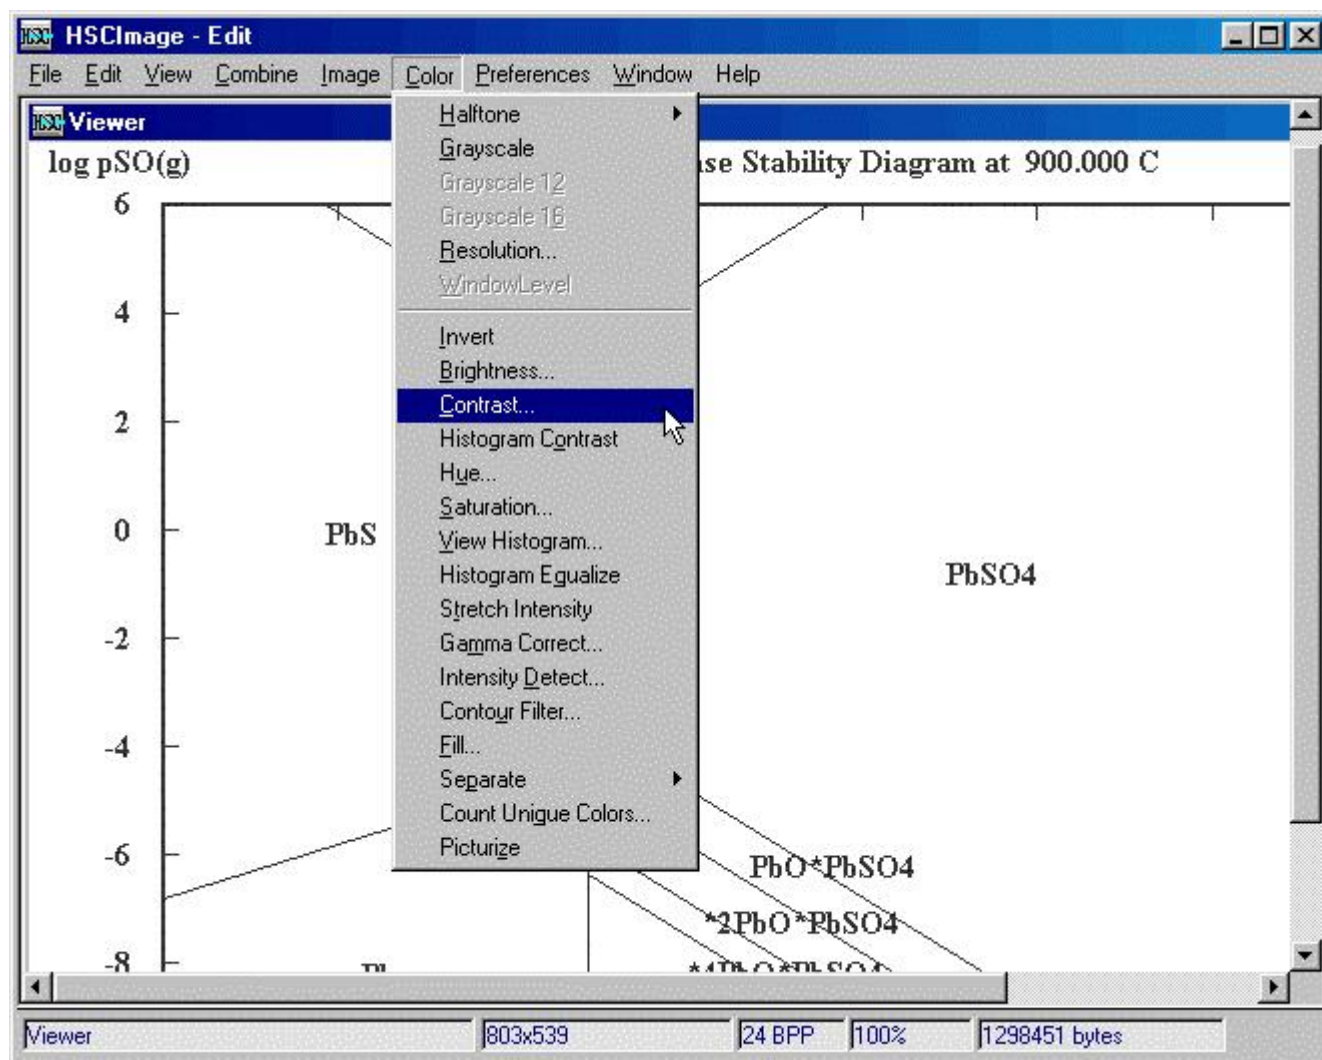 HSCImage - Edit
File Edit View Combine Image Color Preferences Window Help
Viewer
log pSO(g)
ase Stability Diagram at 900.000 C
6
4
2
0
-2
-4
-6
-8
PbS
PbSO4
PbO*PbSO4
*2PbO*PbSO4
*4PbO*PbSO4
Halftone
Grayscale
Grayscale 12
Grayscale 16
Resolution...
WindowLevel
Invert
Brightness...
Contrast...
Histogram Contrast
Hue...
Saturation...
View Histogram...
Histogram Equalize
Stretch Intensity
Gamma Correct...
Intensity Detect...
Contour Filter...
Fill...
Separate
Count Unique Colors...
Picturize
Viewer 803x539 24 BPP 100% 1298451 bytes